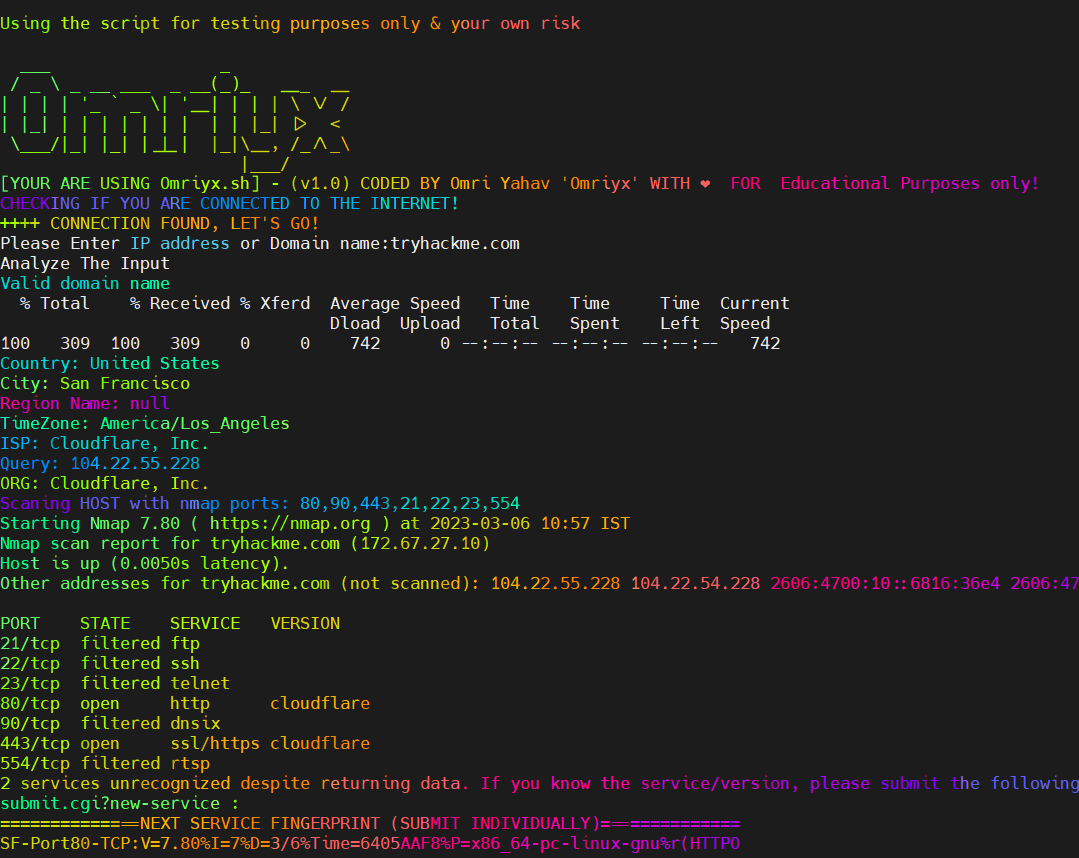 Using the script for testing purposes only & your own risk
Omriyx
[YOUR ARE USING Omriyx.sh] - (v1.0) CODED BY Omri Yahav 'Omriyx' WITH ❤ FOR Educational Purposes only!
CHECKING IF YOU ARE CONNECTED TO THE INTERNET!
++++ CONNECTION FOUND, LET'S GO!
Please Enter IP address or Domain name:tryhackme.com
Analyze The Input
Valid domain name
% Total % Received % Xferd Average Speed Time Time Time Current
Dload Upload Total Spent Left Speed
100 309 100 309 0 0 742 0 --:--:-- --:--:-- --:--:-- 742
Country: United States
City: San Francisco
Region Name: null
TimeZone: America/Los_Angeles
ISP: Cloudflare, Inc.
Query: 104.22.55.228
ORG: Cloudflare, Inc.
Scaning HOST with nmap ports: 80,90,443,21,22,23,554
Starting Nmap 7.80 ( https://nmap.org ) at 2023-03-06 10:57 IST
Nmap scan report for tryhackme.com (172.67.27.10)
Host is up (0.0050s latency).
Other addresses for tryhackme.com (not scanned): 104.22.55.228 104.22.54.228 2606:4700:10::6816:36e4 2606:47
PORT STATE SERVICE VERSION
21/tcp filtered ftp
22/tcp filtered ssh
23/tcp filtered telnet
80/tcp open http cloudflare
90/tcp filtered dnsix
443/tcp open ssl/https cloudflare
554/tcp filtered rtsp
2 services unrecognized despite returning data. If you know the service/version, please submit the following
submit.cgi?new-service :
==============NEXT SERVICE FINGERPRINT (SUBMIT INDIVIDUALLY)==============
SF-Port80-TCP:V=7.80%I=7%D=3/6%Time=6405AAF8%P=x86_64-pc-linux-gnu%r(HTTPO